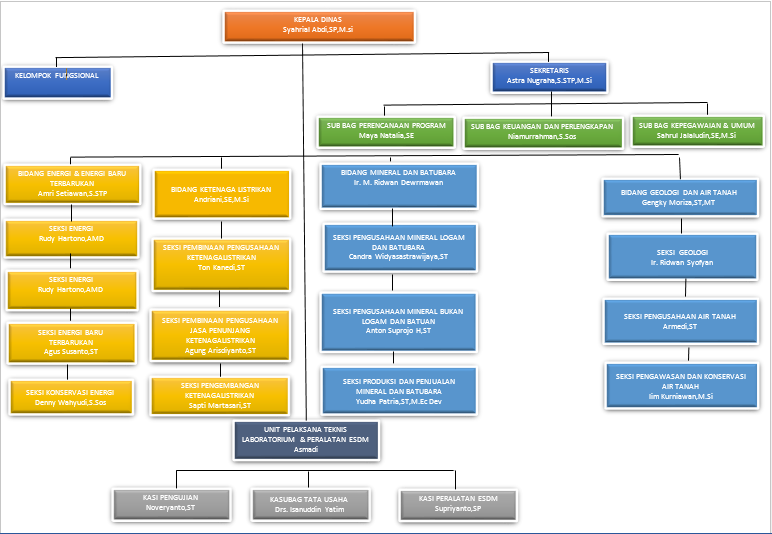 KEPALA DINAS
Syahrial Abdi,SP,M.si
KELOMPOK FUNGSIONAL
SEKRETARIS
Astra Nugraha,S.STP,M.Si
SUB BAG PERENCANAAN PROGRAM
Maya Natalia,SE
SUB BAG KEUANGAN DAN PERLENGKAPAN
Niamurrahman,S.Sos
SUB BAG KEPEGAWAIAN & UMUM
Sahrul Jalaludin,SE,M.Si
BIDANG ENERGI & ENERGI BARU
TERBARUKAN
Amri Setiawan,S.STP
SEKSI ENERGI
Rudy Hartono,AMD
SEKSI ENERGI
Rudy Hartono,AMD
SEKSI ENERGI BARU
TERBARUKAN
Agus Susanto,ST
SEKSI KONSERVASI ENERGI
Denny Wahyudi,S.Sos
BIDANG KETENAGA LISTRIKAN
Andriani,SE,M.Si
SEKSI PEMBINAAN PENGUSAHAAN
KETENAGALISTRIKAN
Ton Kanedi,ST
SEKSI PEMBINAAN PENGUSAHAAN
JASA PENUNJANG
KETENAGALISTRIKAN
Agung Arisdiyanto,ST
SEKSI PENGEMBANGAN
KETENAGALISTRIKAN
Sapti Martasari,ST
BIDANG MINERAL DAN BATUBARA
Ir. M. Ridwan Dewrmawan
SEKSI PENGUSAHAAN MINERAL LOGAM
DAN BATUBARA
Candra Widyasastrawijaya,ST
SEKSI PENGUSAHAAN MINERAL BUKAN
LOGAM DAN BATUAN
Anton Suprojo H,ST
SEKSI PRODUKSI DAN PENJUALAN
MINERAL DAN BATUBARA
Yudha Patria,ST,M.Ec Dev
BIDANG GEOLOGI DAN AIR TANAH
Gengky Moriza,ST,MT
SEKSI GEOLOGI
Ir. Ridwan Syofyan
SEKSI PENGUSAHAAN AIR TANAH
Armedi,ST
SEKSI PENGAWASAN DAN KONSERVASI
AIR TANAH
Iim Kurniawan,M.Si
UNIT PELAKSANA TEKNIS
LABORATORIUM & PERALATAN ESDM
Asmadi
KASI PENGUJIAN
Noveryanto,ST
KASUBAG TATA USAHA
Drs. Isanuddin Yatim
KASI PERALATAN ESDM
Supriyanto,SP